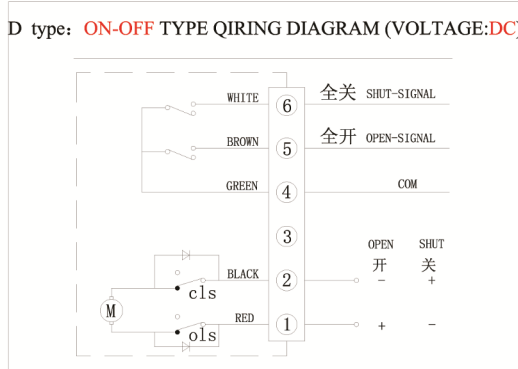 D type: ON-OFF TYPE QIRING DIAGRAM (VOLTAGE:DC)
WHITE 6 全关 SHUT-SIGNAL
BROWN 5 全开 OPEN-SIGNAL
GREEN 4 COM
3
OPEN SHUT
开 关
BLACK 2 - +
cls
M
RED 1 + -
ols